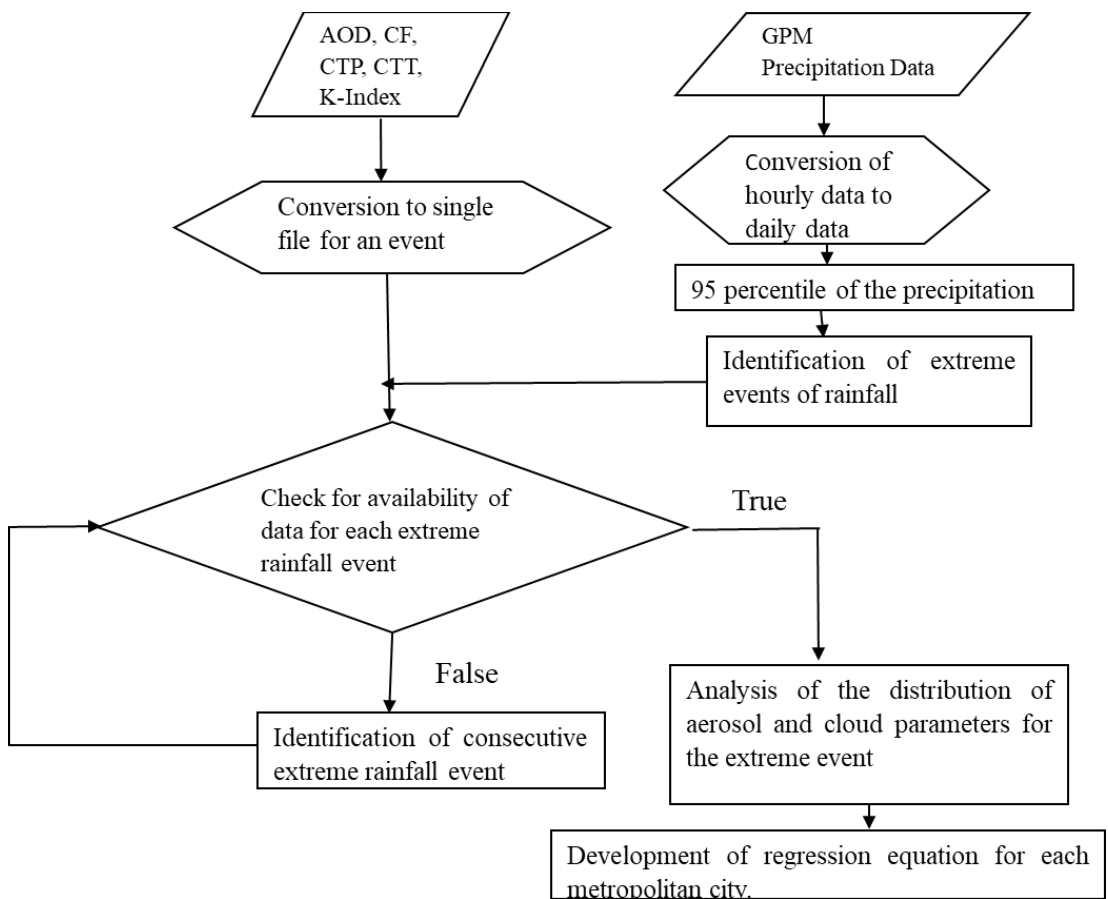 AOD, CF,
CTP, CTT,
K-Index
GPM
Precipitation Data
Conversion to single
file for an event
Conversion of
hourly data to
daily data
95 percentile of the precipitation
Identification of extreme
events of rainfall
Check for availability of
data for each extreme
rainfall event
True
False
Identification of consecutive
extreme rainfall event
Analysis of the distribution of
aerosol and cloud parameters for
the extreme event
Development of regression equation for each
metropolitan city.